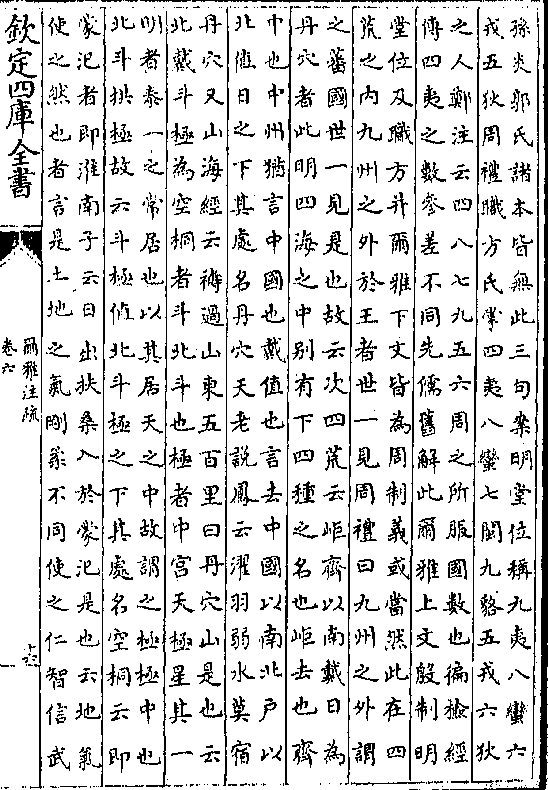 孫炎郭氏諸本皆無此三句案明堂位稱九夷八蠻六
戎五狄周禮職方氏掌四夷八蠻七閩九貉五戎六狄
之人鄭注云四八七九五六周之所服國數也徧檢經
傳四夷之數參差不同先儒舊解此爾雅上文殷制明
堂位及職方并爾雅下文皆為周制義或當然此在四
荒之内九州之外於王者世一見周禮曰九州之外謂
之蕃國世一見是也故云次四荒云岠齊以南戴日為
丹穴者此明四海之中别有下四種之名也岠去也齊
中也中州猶言中國也戴值也言去中國以南北戸以
北值日之下其處名丹穴天老説鳳云濯羽弱水莫宿
丹穴又山海經云禱過山東五百里曰丹穴山是也云
北戴斗極為空桐者斗北斗也極者中宫天極星其一
明者泰一之常居也以其居天之中故謂之極極中也
北斗拱極故云斗極值北斗極之下其處名空桐云即
蒙汜者即淮南子云日出扶桑入於蒙汜是也云地氣
使之然也者言是土地之氣剛柔不同使之仁智信武
欽定四庫全書
爾雅注疏
卷六
十六